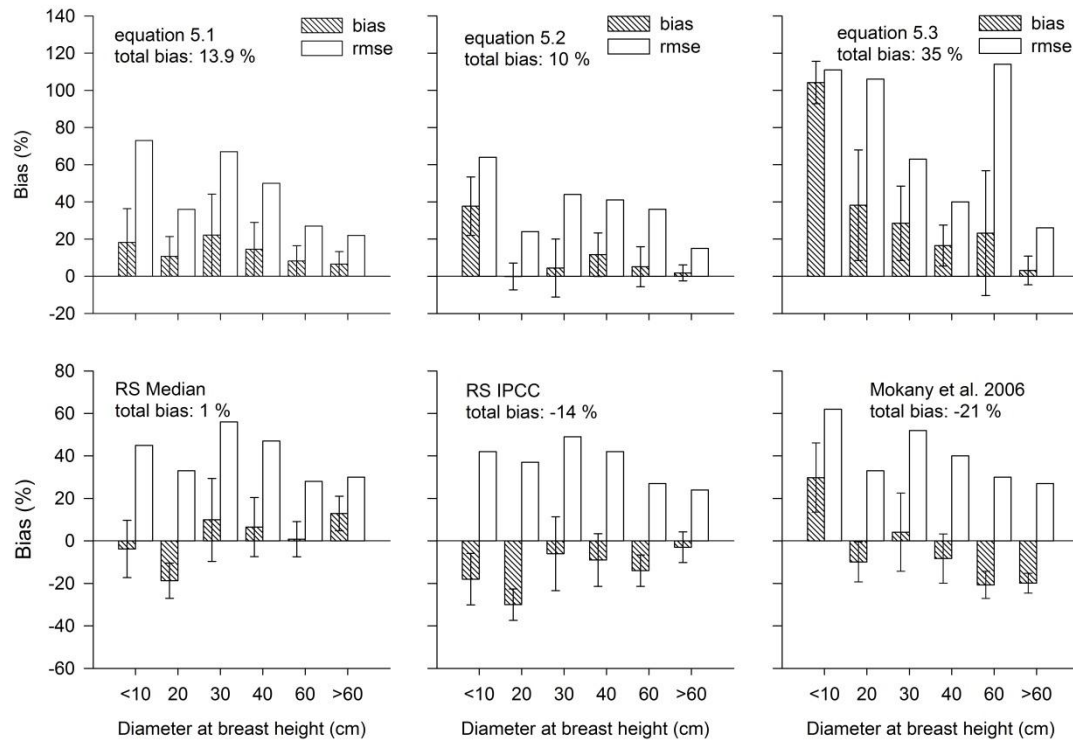 equation 5.1
total bias: 13.9 %
bias
rmse
equation 5.2
total bias: 10 %
bias
rmse
equation 5.3
total bias: 35 %
bias
rmse
Bias (%)
140
120
100
80
60
40
20
0
-20
RS Median
total bias: 1 %
RS IPCC
total bias: -14 %
Mokany et al. 2006
total bias: -21 %
Bias (%)
80
60
40
20
0
-20
-40
-60
<10 20 30 40 60 >60
<10 20 30 40 60 >60
<10 20 30 40 60 >60
Diameter at breast height (cm)
Diameter at breast height (cm)
Diameter at breast height (cm)